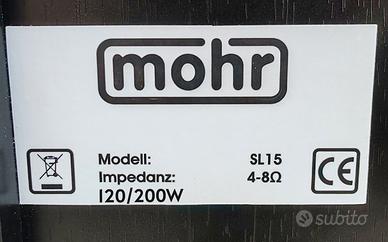 mohr
Modell: SL15
Impedanz: 4-8Ω
120/200W
CE
subito